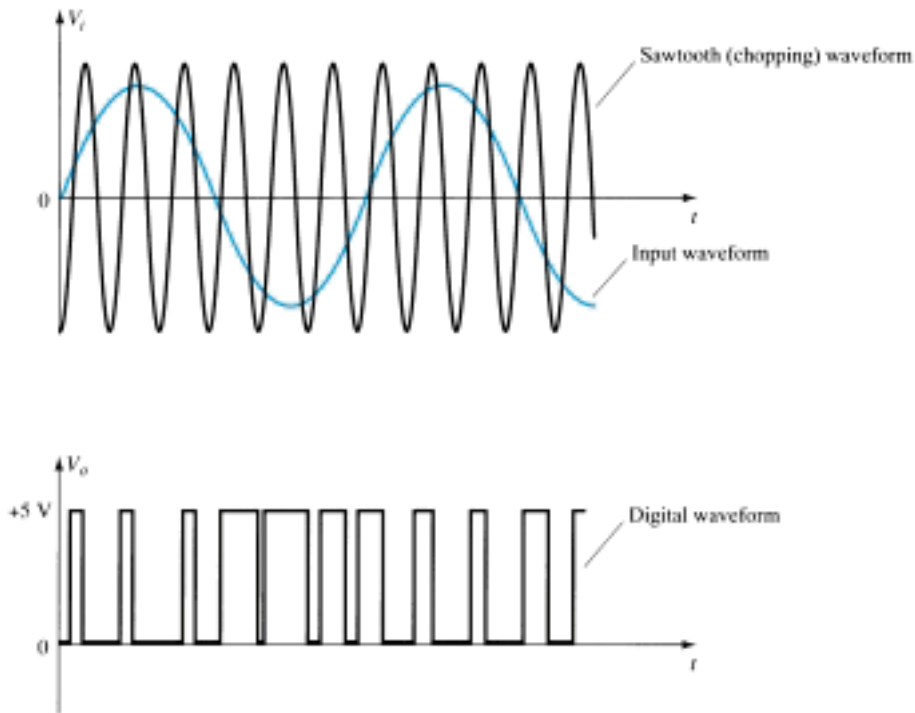 V_i
Sawtooth (chopping) waveform
0
t
Input waveform
V_o
+5 V
Digital waveform
0
t